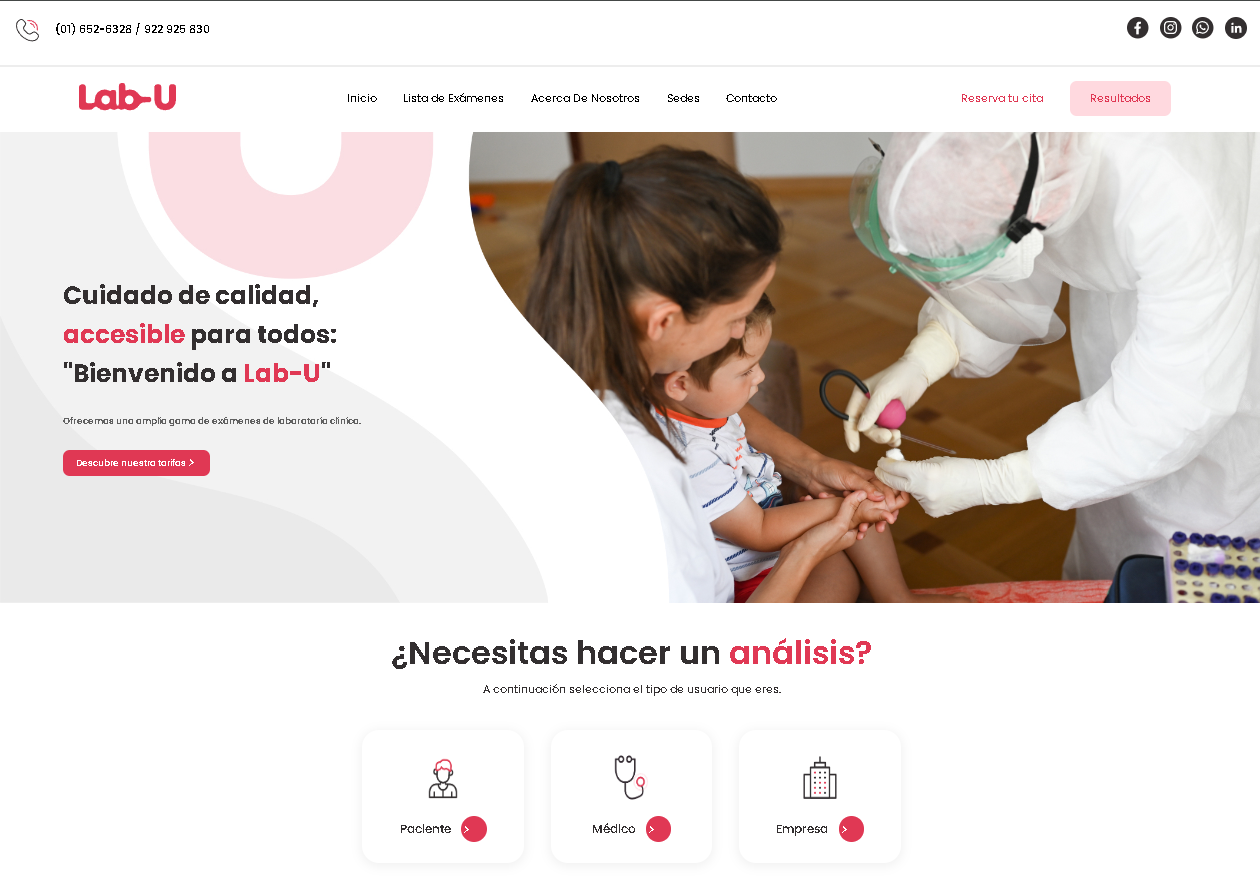 (01) 652-6328 / 922 925 830
Lab-U
Inicio Lista de Exámenes Acerca De Nosotros Sedes Contacto
Reserva tu cita Resultados
Cuidado de calidad,
accesible para todos:
"Bienvenido a Lab-U"
Ofrecemos una amplia gama de exámenes de laboratorio clínico.
Descubre nuestra tarifas >
¿Necesitas hacer un análisis?
A continuación selecciona el tipo de usuario que eres.
Paciente > Médico > Empresa >